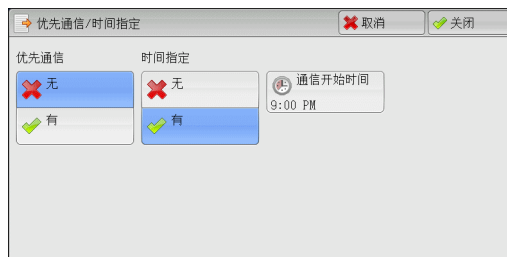 优先通信/时间指定
取消
关闭
优先通信
时间指定
无
有
无
有
通信开始时间
9:00 PM